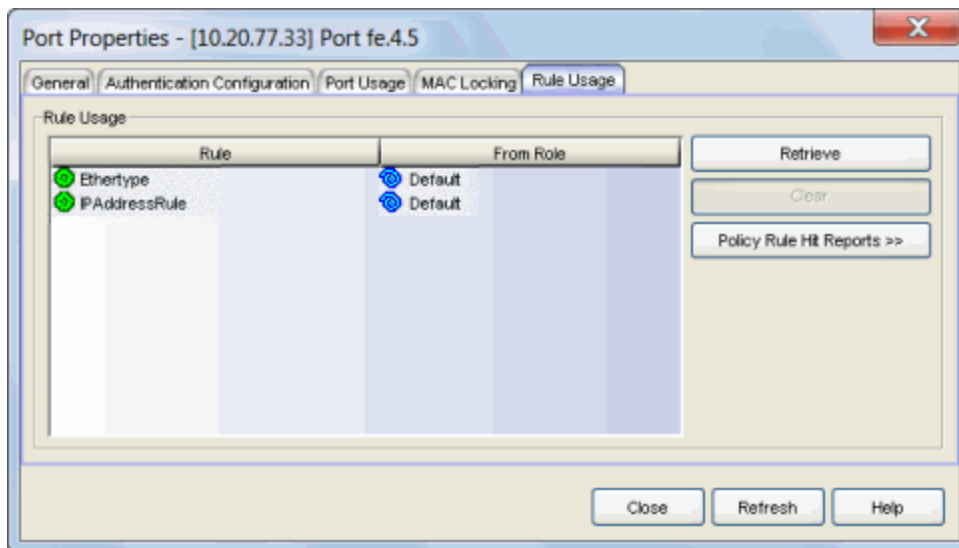 Port Properties - [10.20.77.33] Port fe.4.5
General Authentication Configuration Port Usage MAC Locking Rule Usage
Rule Usage
Rule From Role Retrieve
Ethertype Default Clear
IPAddressRule Default
Policy Rule Hit Reports >>
Close Refresh Help